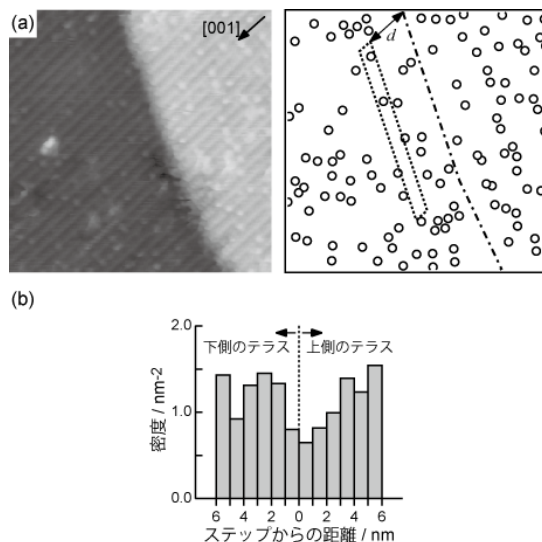 (a)
[001]
d
(b)
2.0
下側のテラス
上側のテラス
1.0
密度 / nm-2
0.0
6 4 2 0 2 4 6
ステップからの距離 / nm